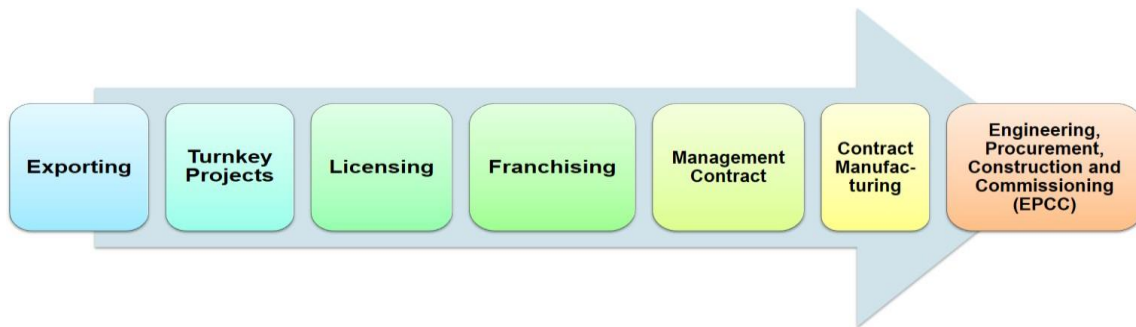 Exporting
Turnkey
Projects
Licensing
Franchising
Management
Contract
Contract
Manufac-
turing
Engineering,
Procurement,
Construction and
Commissioning
(EPCC)